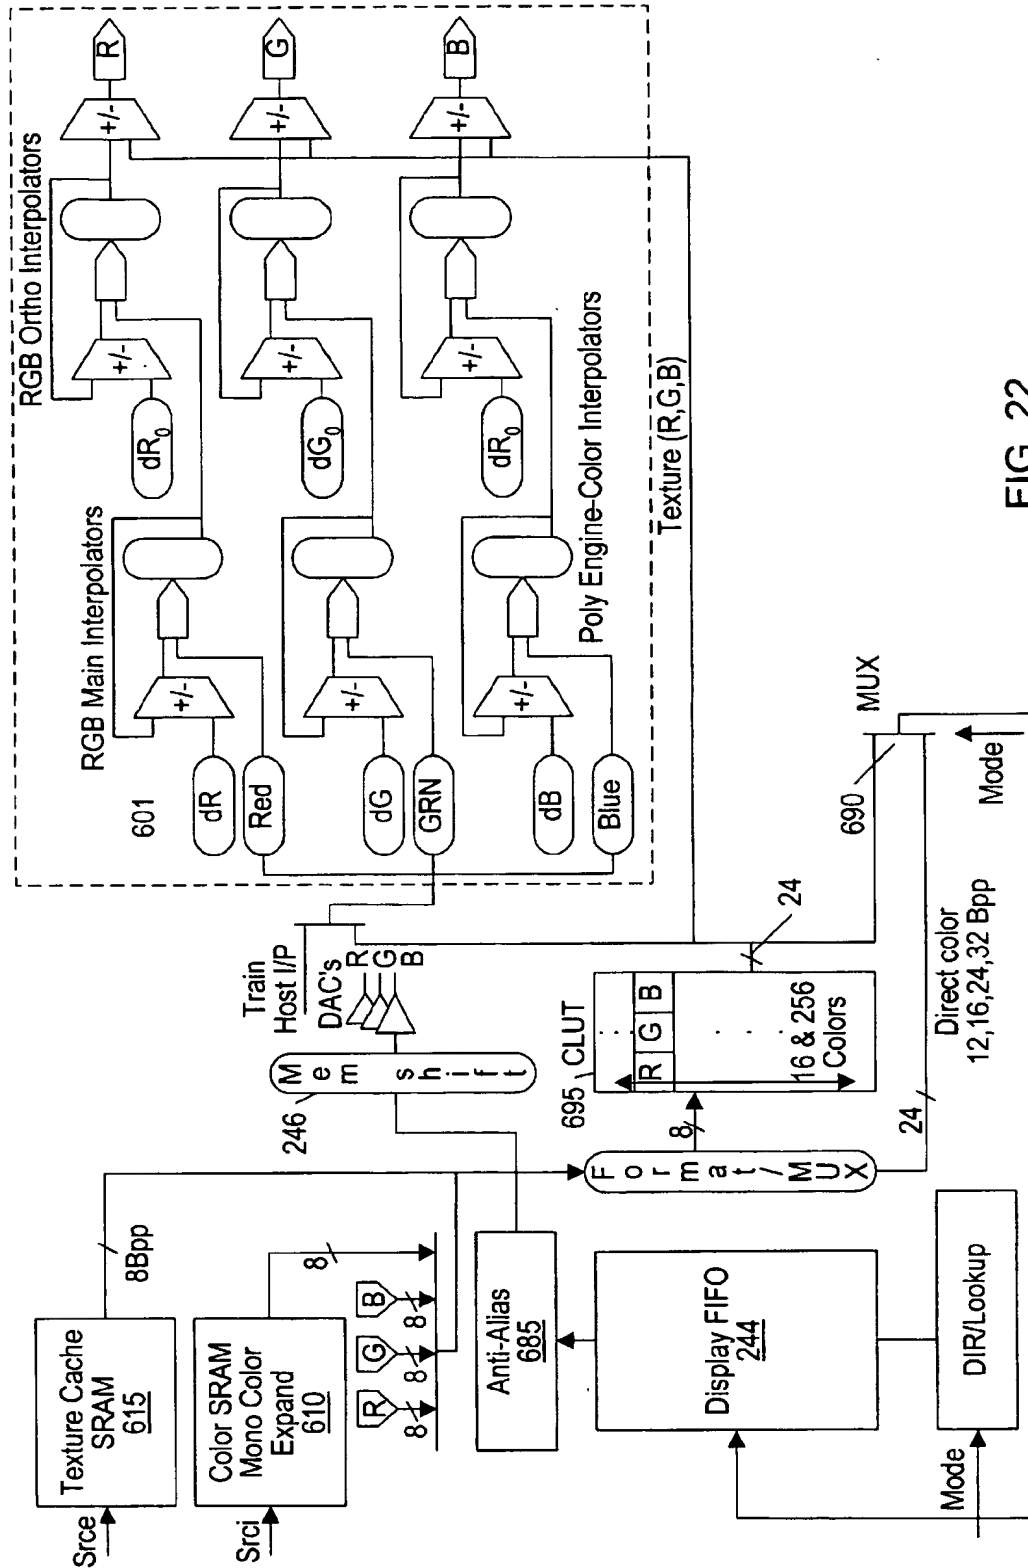 Srce
Texture Cache
SRAM
615
8Bpp
Srci
Color SRAM
Mono Color
Expand
610
8
R
G
B
8
8
8
Anti-Alias
685
Display FIFO
244
DIR/Lookup
Mode
246
Mem shift
Train
Host I/P
DAC's
R
G
B
Format/MUX
8
24
695
CLUT
R
G
B
16 & 256
Colors
24
Direct color
12,16,24,32 Bpp
690
MUX
Mode
Texture (R,G,B)
601
RGB Main Interpolators
dR
Red
+/-
dG
GRN
+/-
dB
Blue
+/-
RGB Ortho Interpolators
dR0
+/-
+/-
R
dG0
+/-
+/-
G
dR0
+/-
+/-
B
Poly Engine-Color Interpolators
FIG. 22